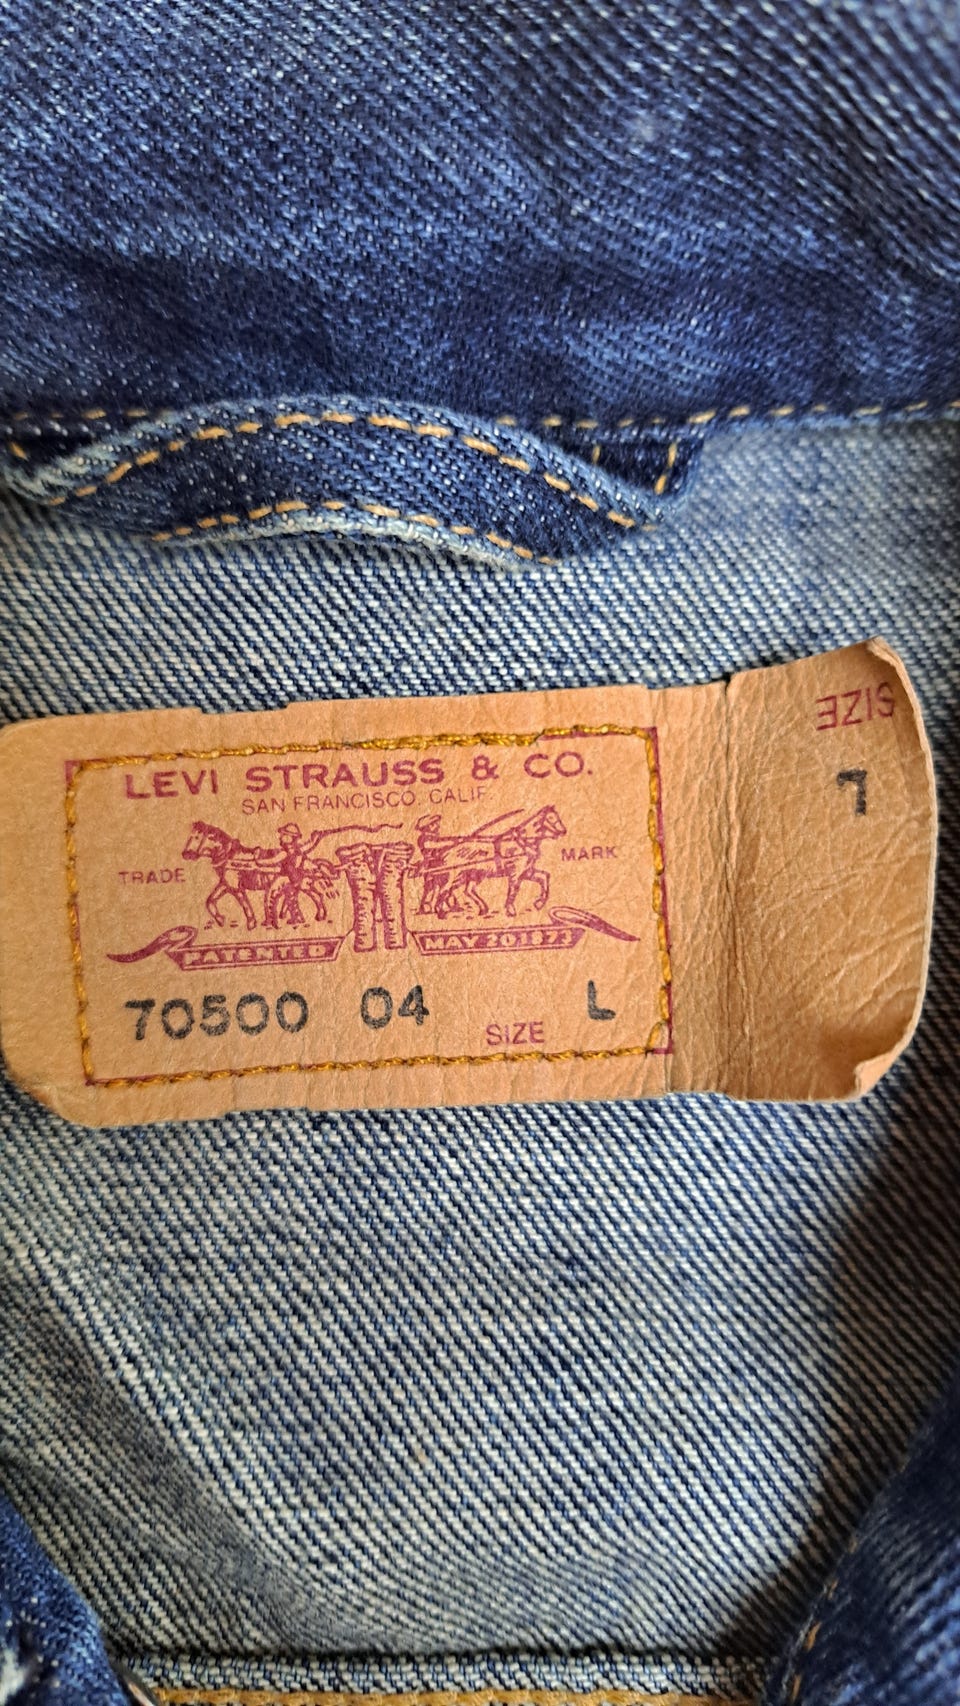 LEVI STRAUSS & CO.
SAN FRANCISCO, CALIF.
TRADE MARK
PATENTED MAY 20 1873
70500 04 SIZE L
SIZE
L